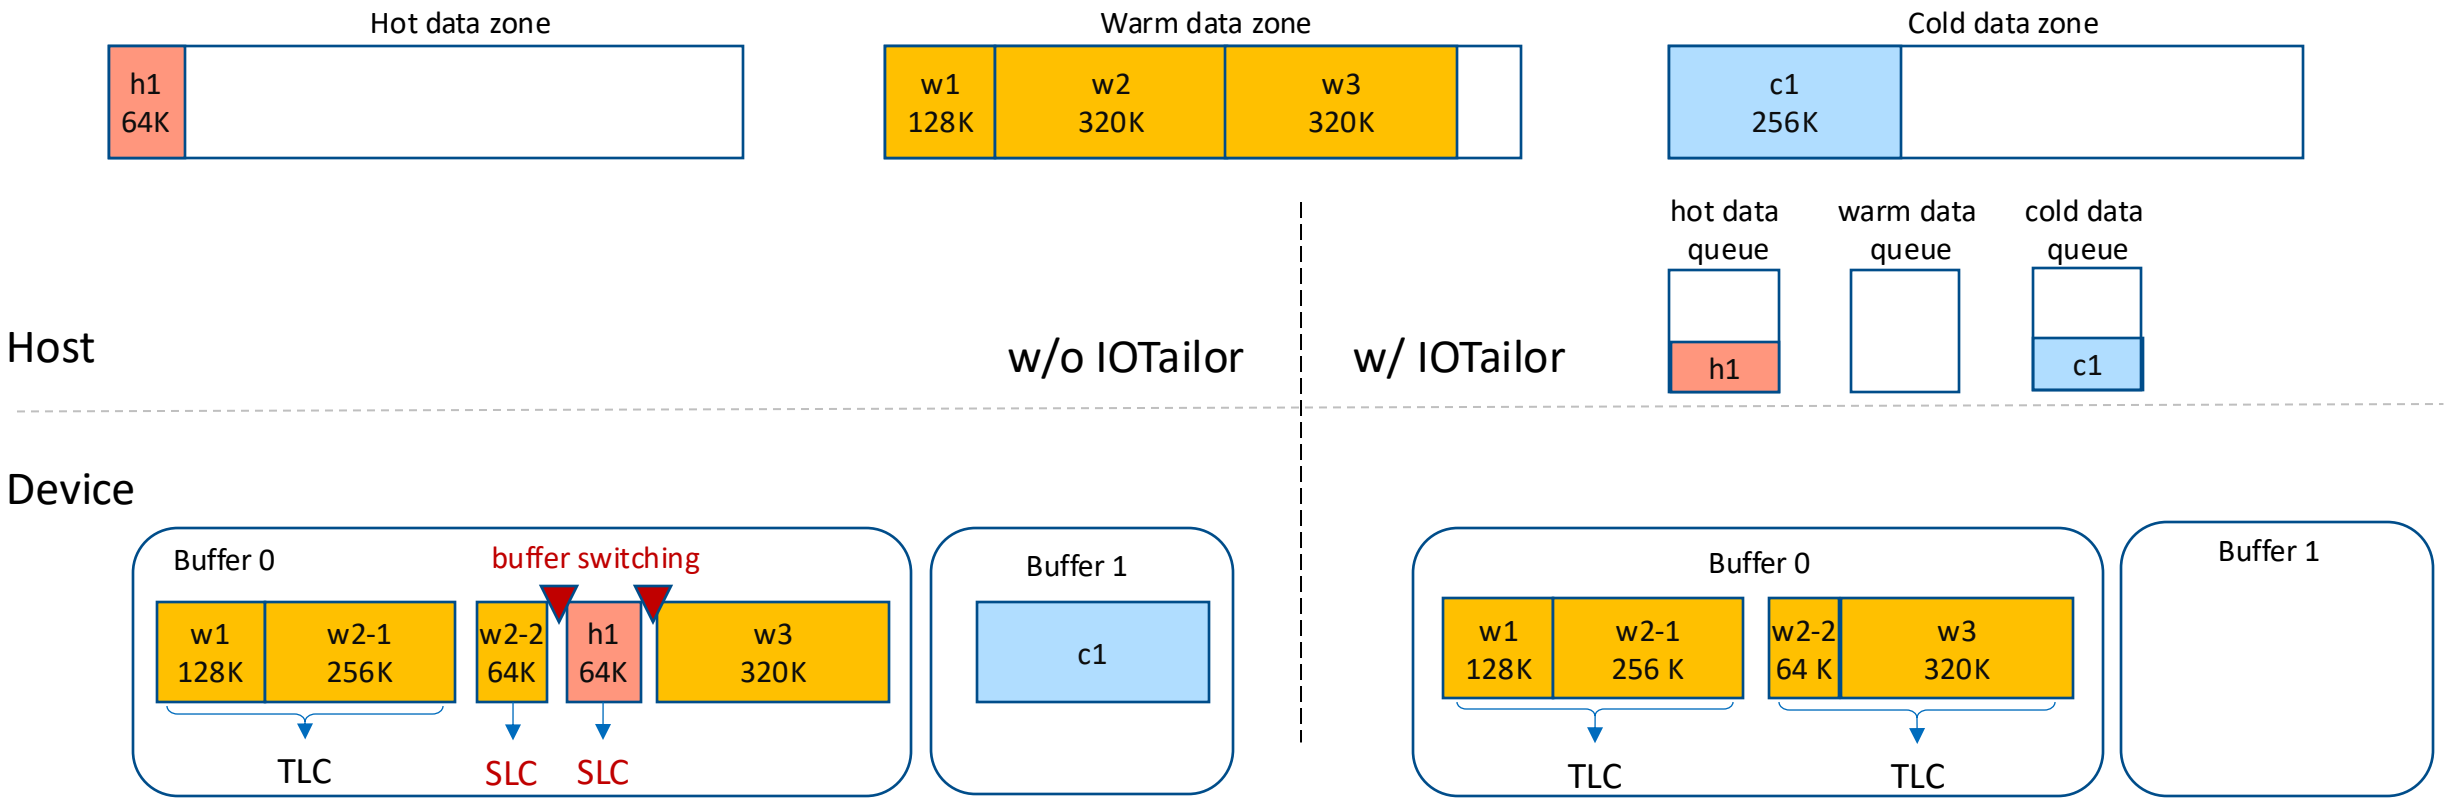 Hot data zone
Warm data zone
Cold data zone
h1
64K
w1
128K
w2
320K
w3
320K
c1
256K
hot data
queue
warm data
queue
cold data
queue
h1
c1
Host
w/o IOTailor
w/ IOTailor
Device
Buffer 0
buffer switching
w1
128K
w2-1
256K
w2-2
64K
h1
64K
w3
320K
TLC
SLC
SLC
Buffer 1
c1
Buffer 0
w1
128K
w2-1
256 K
w2-2
64 K
w3
320K
TLC
TLC
Buffer 1